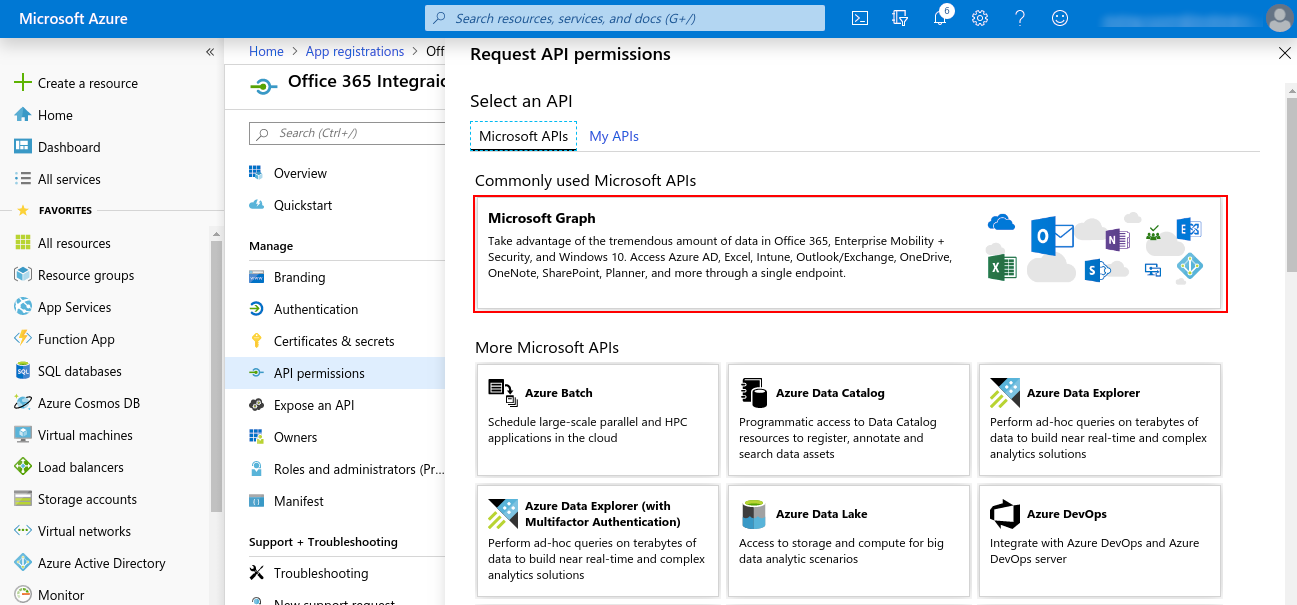 Microsoft Azure
Search resources, services, and docs (G+/)
6
«
Create a resource
Home
Dashboard
All services
FAVORITES
All resources
Resource groups
App Services
Function App
SQL databases
Azure Cosmos DB
Virtual machines
Load balancers
Storage accounts
Virtual networks
Azure Active Directory
Monitor
Home > App registrations > Off
Office 365 Integraic
Search (Ctrl+/)
Overview
Quickstart
Manage
Branding
Authentication
Certificates & secrets
API permissions
Expose an API
Owners
Roles and administrators (Pr...
Manifest
Support + Troubleshooting
Troubleshooting
New support request
Request API permissions
Select an API
Microsoft APIs
My APIs
Commonly used Microsoft APIs
Microsoft Graph
Take advantage of the tremendous amount of data in Office 365, Enterprise Mobility +
Security, and Windows 10. Access Azure AD, Excel, Intune, Outlook/Exchange, OneDrive,
OneNote, SharePoint, Planner, and more through a single endpoint.
More Microsoft APIs
Azure Batch
Schedule large-scale parallel and HPC
applications in the cloud
Azure Data Catalog
Programmatic access to Data Catalog
resources to register, annotate and
search data assets
Azure Data Explorer
Perform ad-hoc queries on terabytes of
data to build near real-time and complex
analytics solutions
Azure Data Explorer (with
Multifactor Authentication)
Perform ad-hoc queries on terabytes of
data to build near real-time and complex
analytics solutions
Azure Data Lake
Access to storage and compute for big
data analytic scenarios
Azure DevOps
Integrate with Azure DevOps and Azure
DevOps server